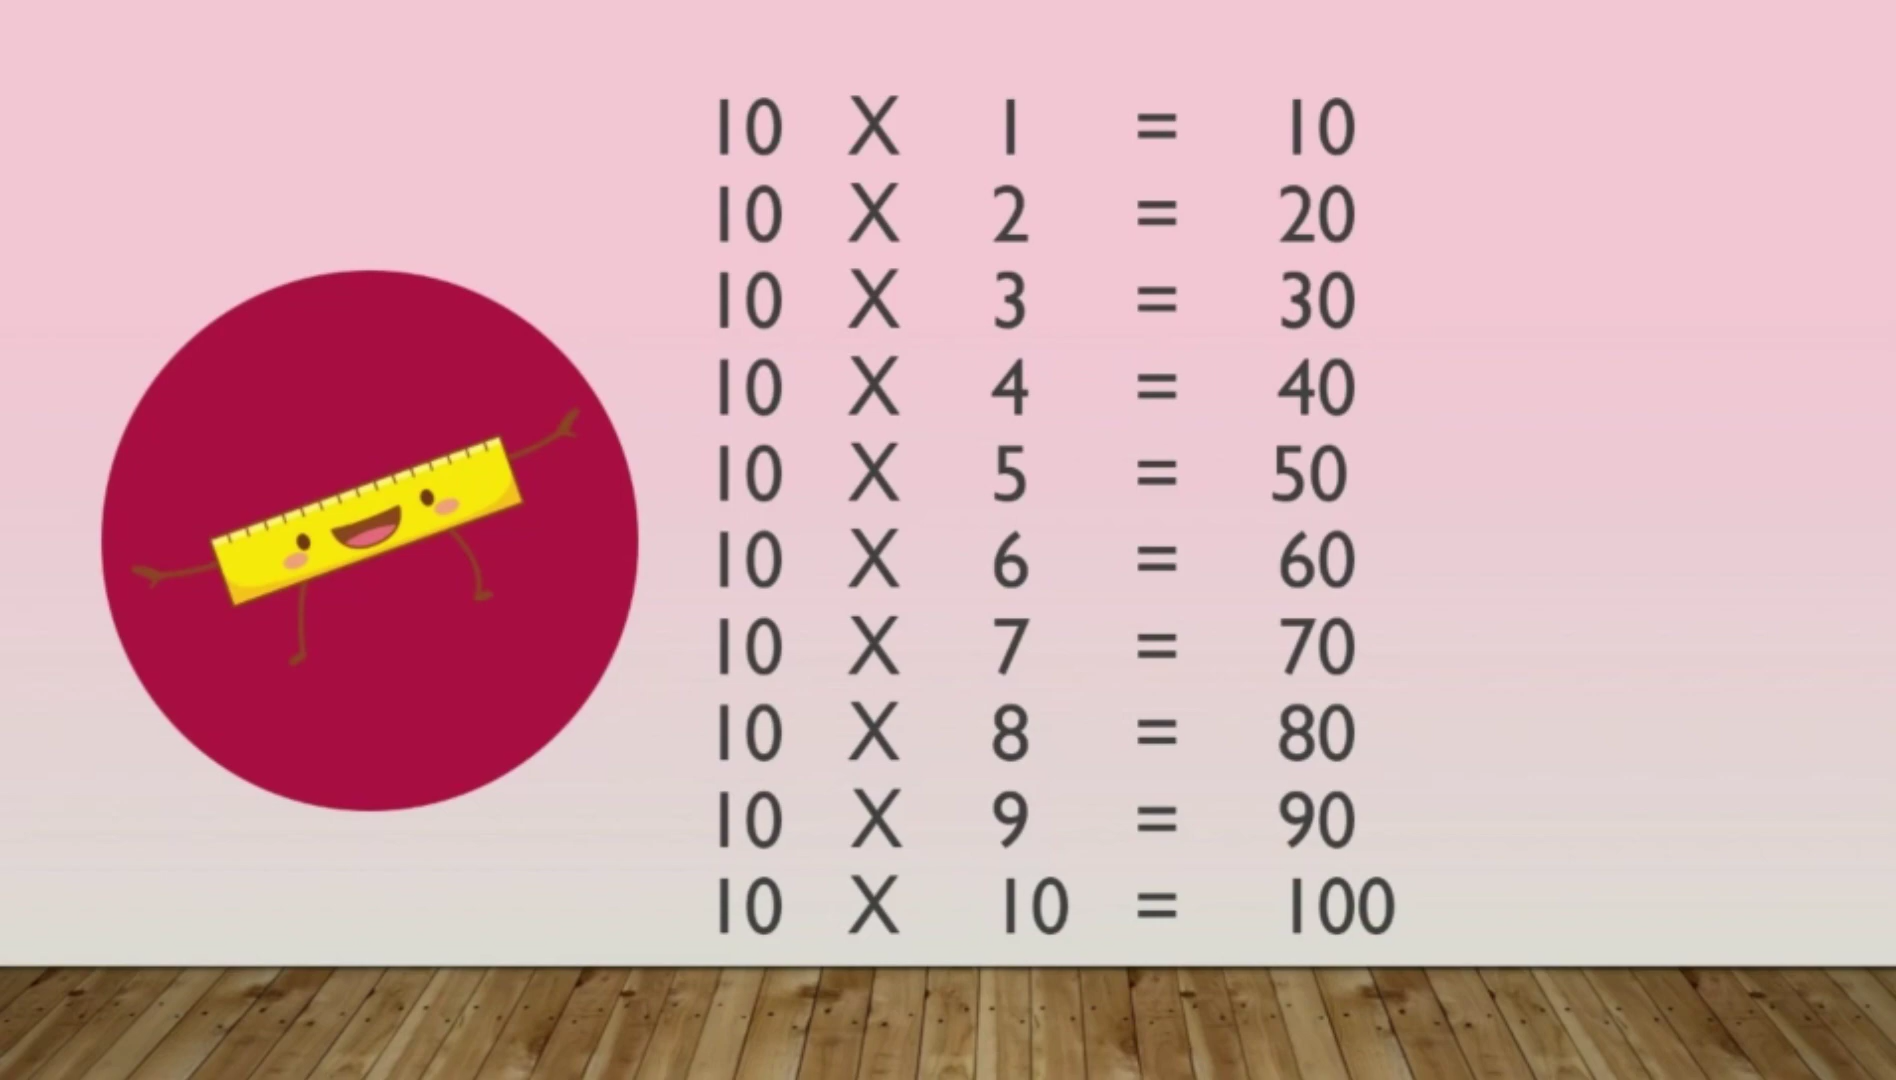 10 X 1 = 10
10 X 2 = 20
10 X 3 = 30
10 X 4 = 40
10 X 5 = 50
10 X 6 = 60
10 X 7 = 70
10 X 8 = 80
10 X 9 = 90
10 X 10 = 100